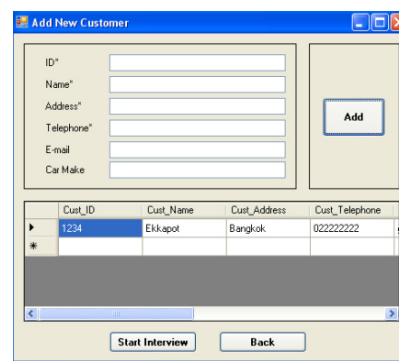 Add New Customer
ID*
Name*
Address*
Telephone*
E-mail
Car Make
Add
Cust_ID Cust_Name Cust_Address Cust_Telephone
1234 Ekkapot Bangkok 022222222
Start Interview Back